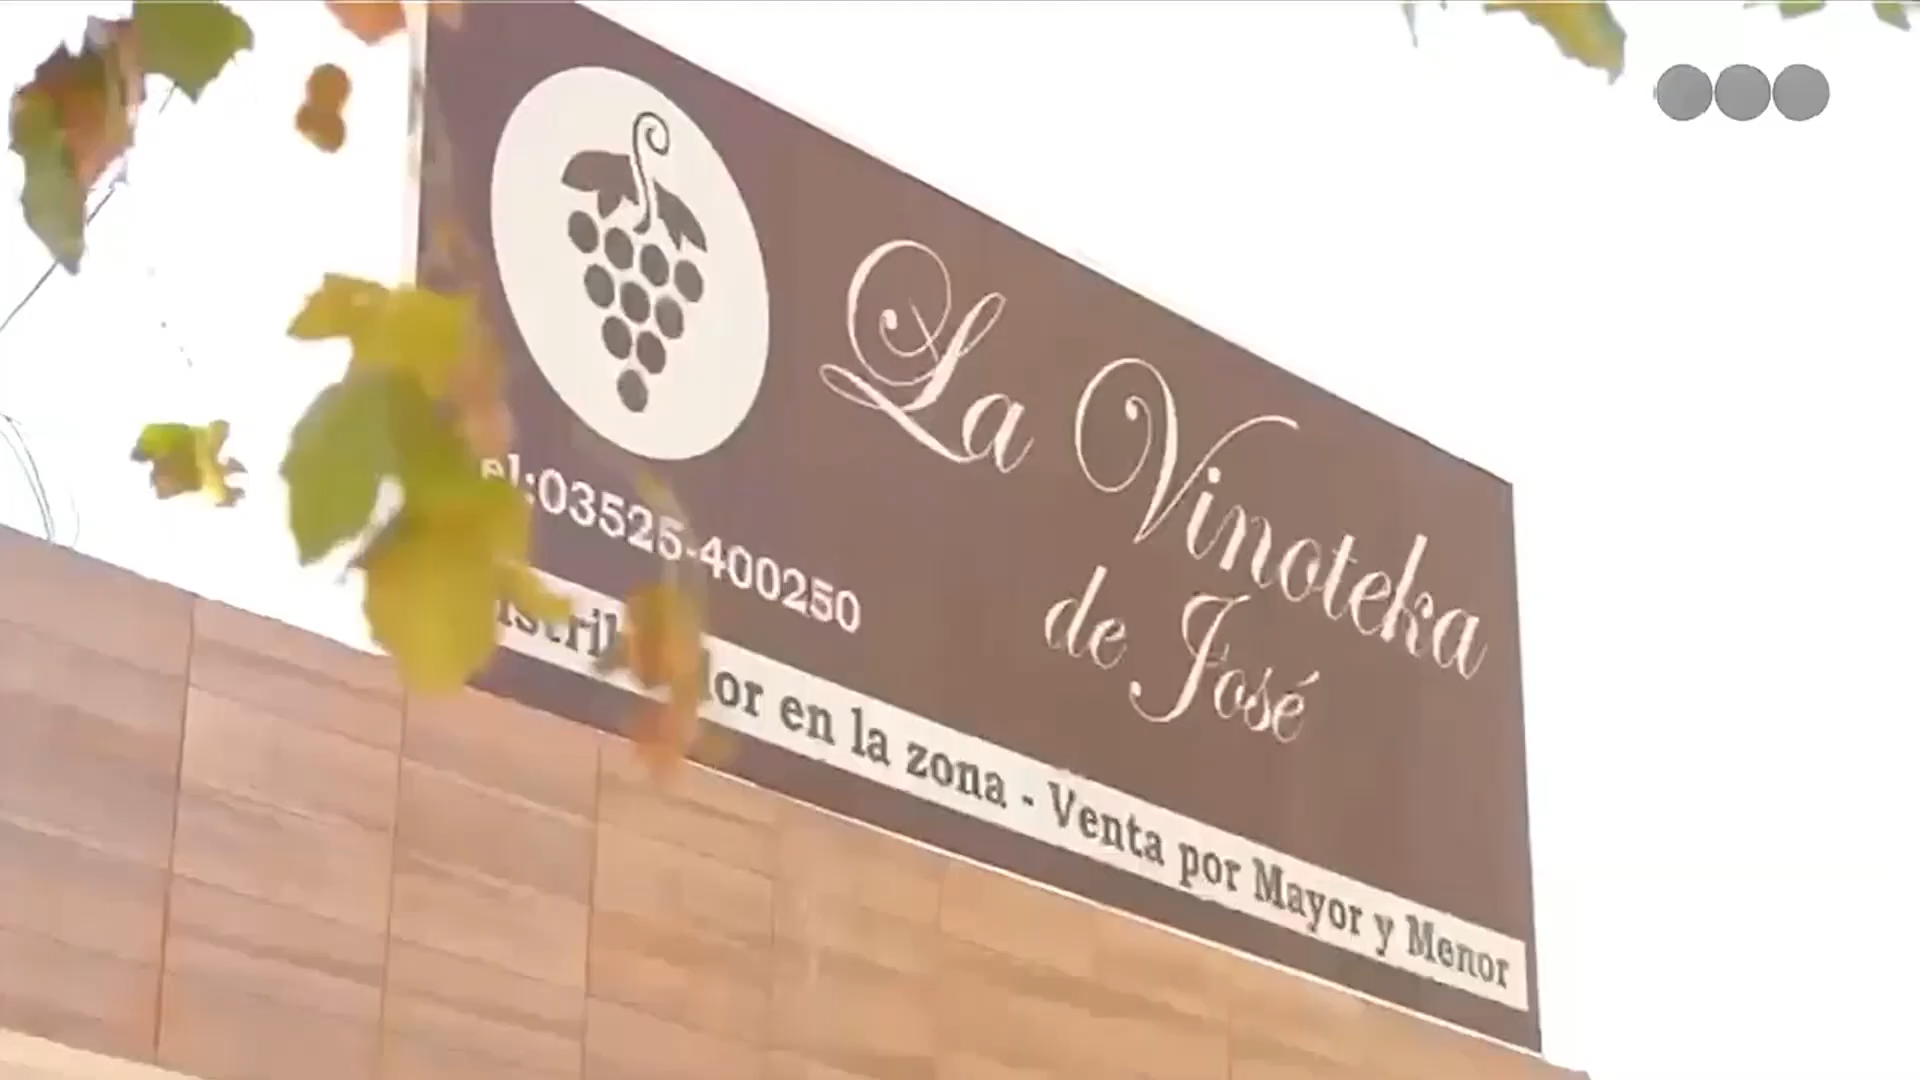 La Vinoteka
de José
el:03525-400250
en la zona - Venta por Mayor y Menor